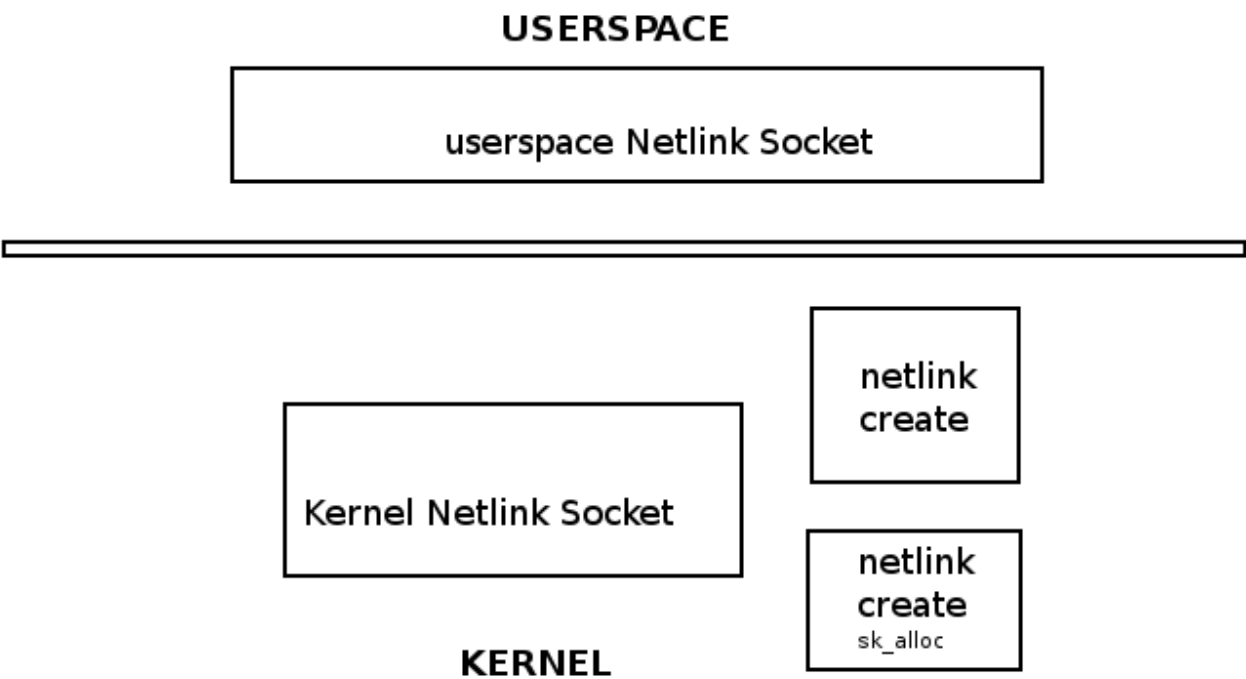 USERSPACE
userspace Netlink Socket
netlink
create
Kernel Netlink Socket
netlink
create
sk_alloc
KERNEL